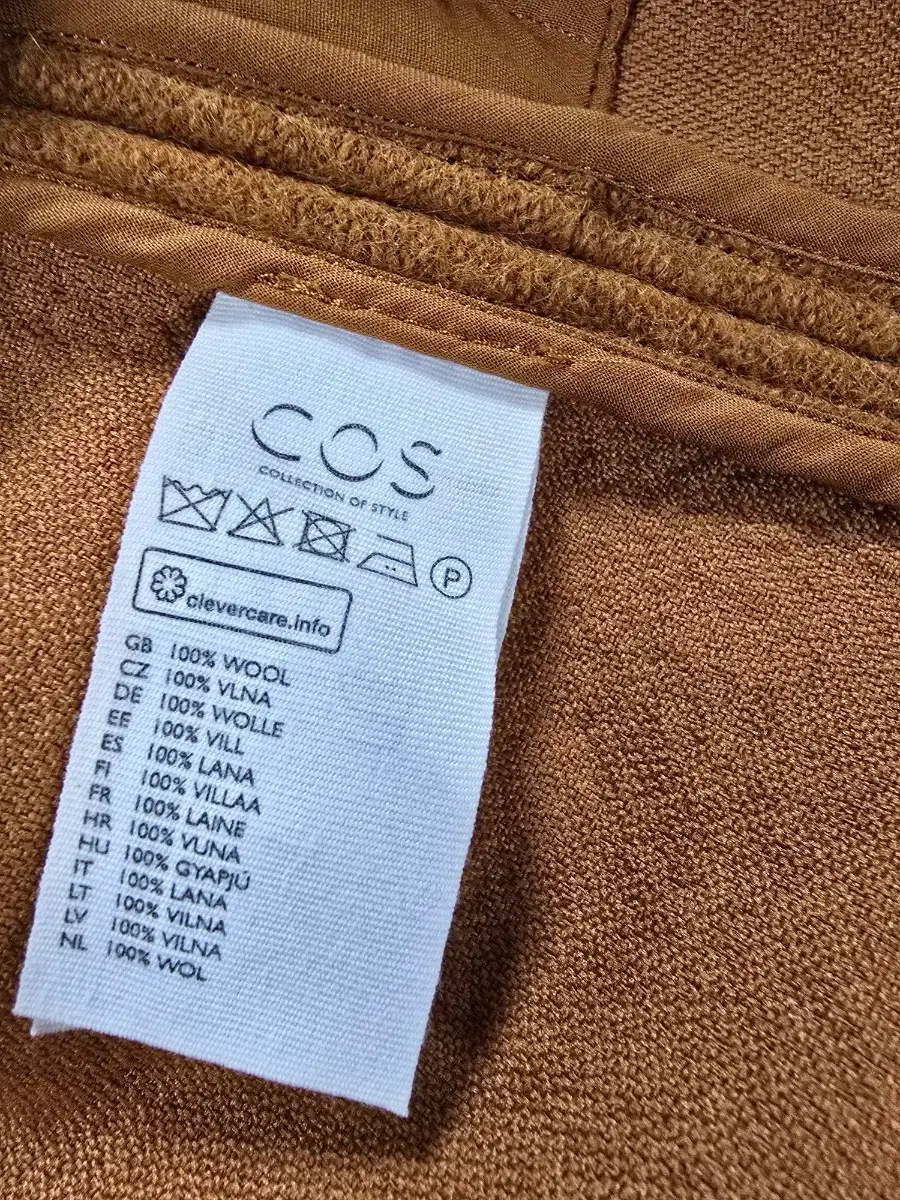 COS
COLLECTION OF STYLE
P
clevercare.info
GB 100% WOOL
CZ 100% VLNA
DE 100% WOLLE
EE 100% VILL
ES 100% LANA
FI 100% VILLAA
FR 100% LAINE
HR 100% VUNA
HU 100% GYAPJÚ
IT 100% LANA
LT 100% VILNA
LV 100% VILNA
NL 100% WOL